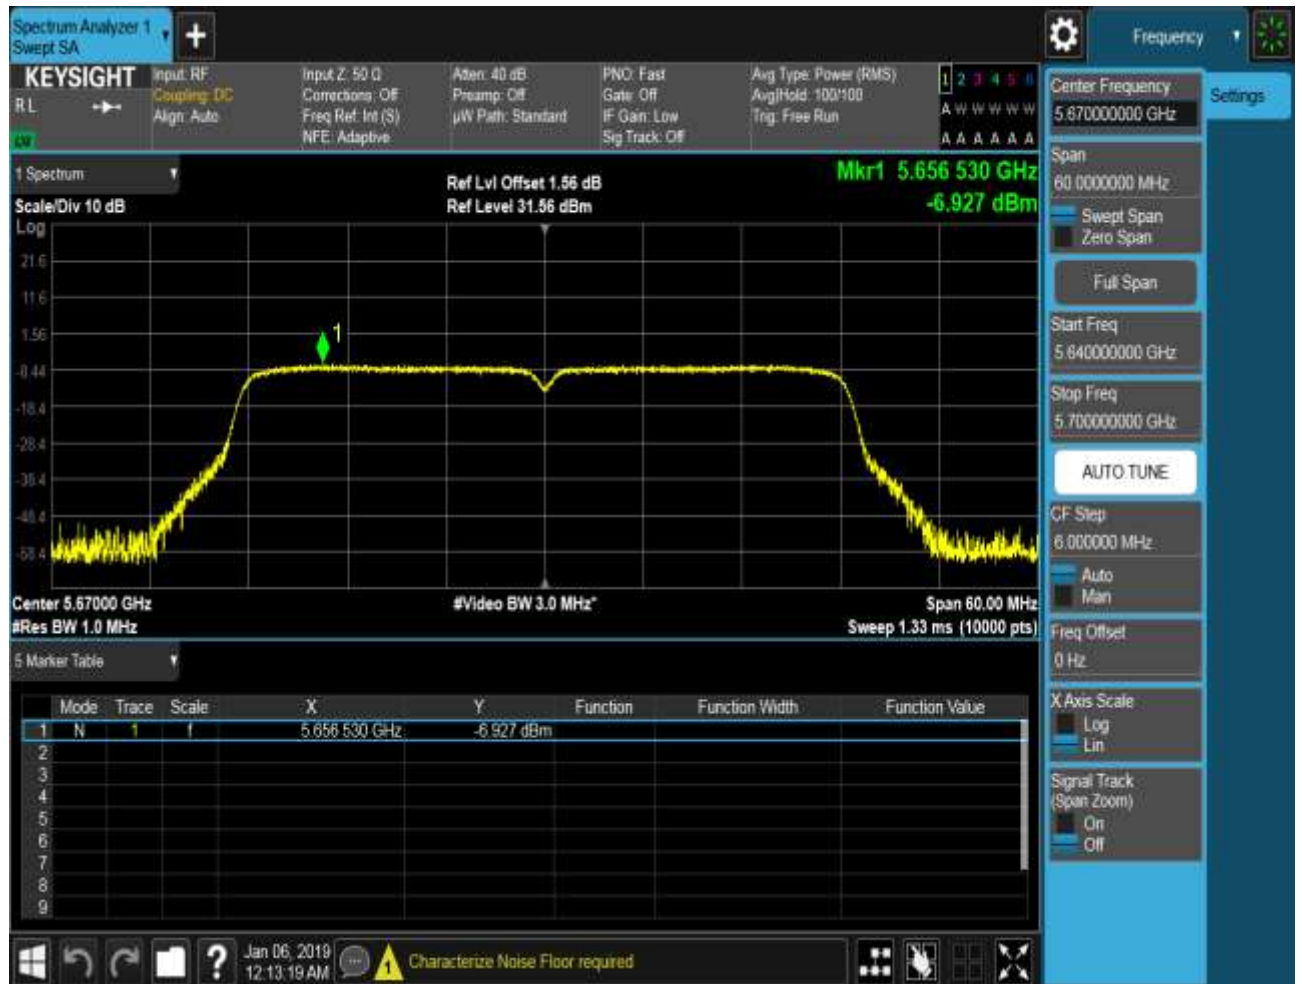 Spectrum Analyzer 1
Swept SA
Frequency
KEYSIGHT
RL
Input: RF
Coupling: DC
Align: Auto
Input Z: 50 Ω
Corrections: Off
Freq Ref: Int (S)
NFE: Adaptive
Atten: 40 dB
Preamp: Off
µW Path: Standard
PNO: Fast
Gate: Off
IF Gain: Low
Sig Track: Off
Avg Type: Power (RMS)
Avg|Hold: 100/100
Trig: Free Run
1 2 3 4 5 6
A W W W W W
A A A A A A
1 Spectrum
Scale/Div 10 dB
Ref Lvl Offset 1.56 dB
Ref Level 31.56 dBm
Mkr1 5.656 530 GHz
-6.927 dBm
Log
21.6
11.6
1.56
-8.44
-18.4
-28.4
-38.4
-48.4
-58.4
1
Center 5.67000 GHz
#Res BW 1.0 MHz
#Video BW 3.0 MHz*
Span 60.00 MHz
Sweep 1.33 ms (10000 pts)
5 Marker Table
Mode Trace Scale X Y Function Function Width Function Value
1 N 1 f 5.656 530 GHz -6.927 dBm
2
3
4
5
6
7
8
9
Jan 06, 2019
12:13:19 AM
Characterize Noise Floor required
Settings
Center Frequency
5.670000000 GHz
Span
60.0000000 MHz
Swept Span
Zero Span
Full Span
Start Freq
5.640000000 GHz
Stop Freq
5.700000000 GHz
AUTO TUNE
CF Step
6.000000 MHz
Auto
Man
Freq Offset
0 Hz
X Axis Scale
Log
Lin
Signal Track
(Span Zoom)
On
Off